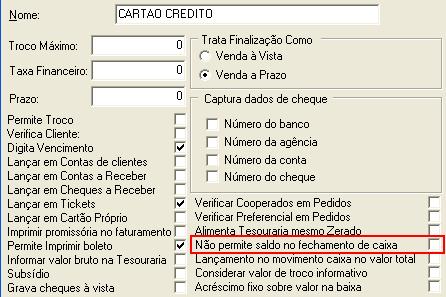 Nome: CARTAO CREDITO
Troco Máximo: 0
Taxa Financeiro: 0
Prazo: 0
Permite Troco
Verifica Cliente:
Digita Vencimento
Lançar em Contas de clientes
Lançar em Contas a Receber
Lançar em Cheques a Receber
Lançar em Tickets
Lançar em Cartão Próprio
Imprimir promissória no faturamento
Permite Imprimir boleto
Informar valor bruto na Tesouraria
Subsídio
Grava cheques à vista
Trata Finalização Como
Venda à Vista
Venda a Prazo
Captura dados de cheque
Número do banco
Número da agência
Número da conta
Número do cheque
Verificar Cooperados em Pedidos
Verificar Preferencial em Pedidos
Alimenta Tesouraria mesmo Zerado
Não permite saldo no fechamento de caixa
Lançamento no movimento caixa no valor total
Considerar valor de troco informativo
Acréscimo fixo sobre valor na baixa